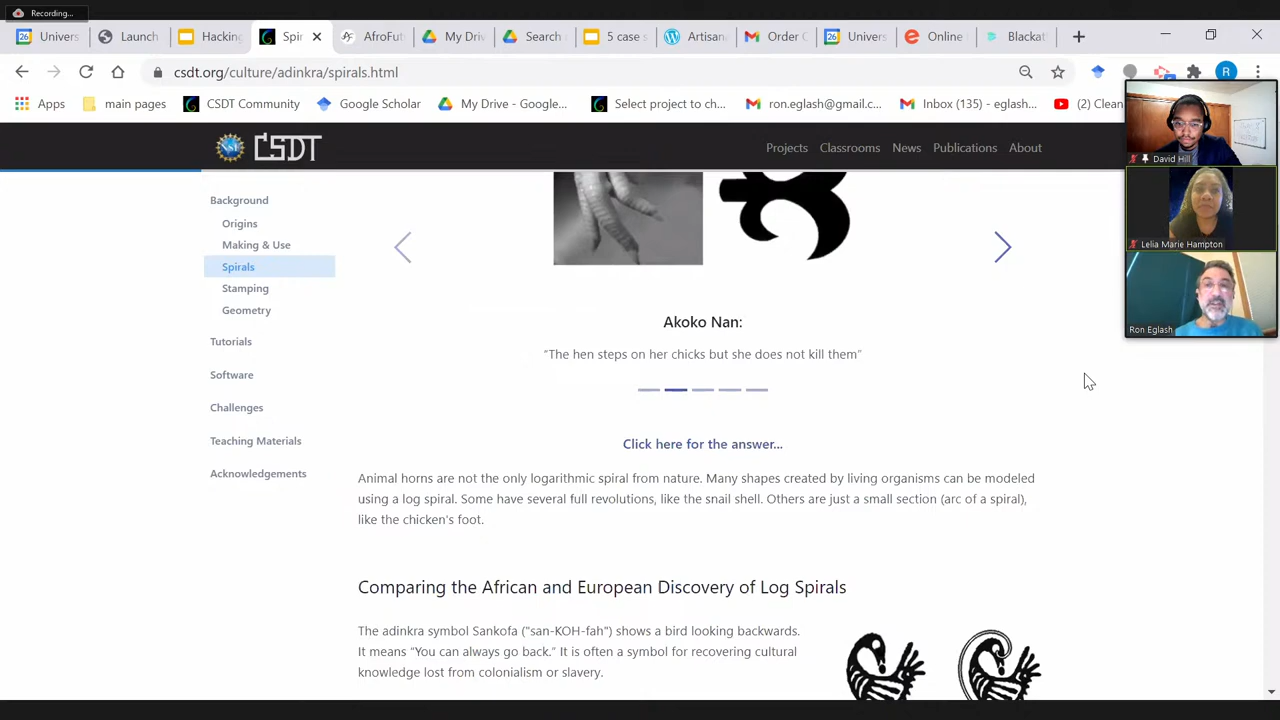 Recording...
Univers
Launch
Hacking
Spir
AfroFut
My Driv
Search
5 case s
Artisan
Order C
Univers
Online
Blackat
csdt.org/culture/adinkra/spirals.html
R
Apps
main pages
CSDT Community
Google Scholar
My Drive - Google...
Select project to ch...
ron.eglash@gmail.c...
Inbox (135) - eglash...
(2) Clean
CSDT
Projects
Classrooms
News
Publications
About
David Hill
Lelia Marie Hampton
Ron Eglash
Background
Origins
Making & Use
Spirals
Stamping
Geometry
Tutorials
Software
Challenges
Teaching Materials
Acknowledgements
Akoko Nan:
“The hen steps on her chicks but she does not kill them”
Click here for the answer...
Animal horns are not the only logarithmic spiral from nature. Many shapes created by living organisms can be modeled
using a log spiral. Some have several full revolutions, like the snail shell. Others are just a small section (arc of a spiral),
like the chicken's foot.
Comparing the African and European Discovery of Log Spirals
The adinkra symbol Sankofa ("san-KOH-fah") shows a bird looking backwards.
It means “You can always go back.” It is often a symbol for recovering cultural
knowledge lost from colonialism or slavery.